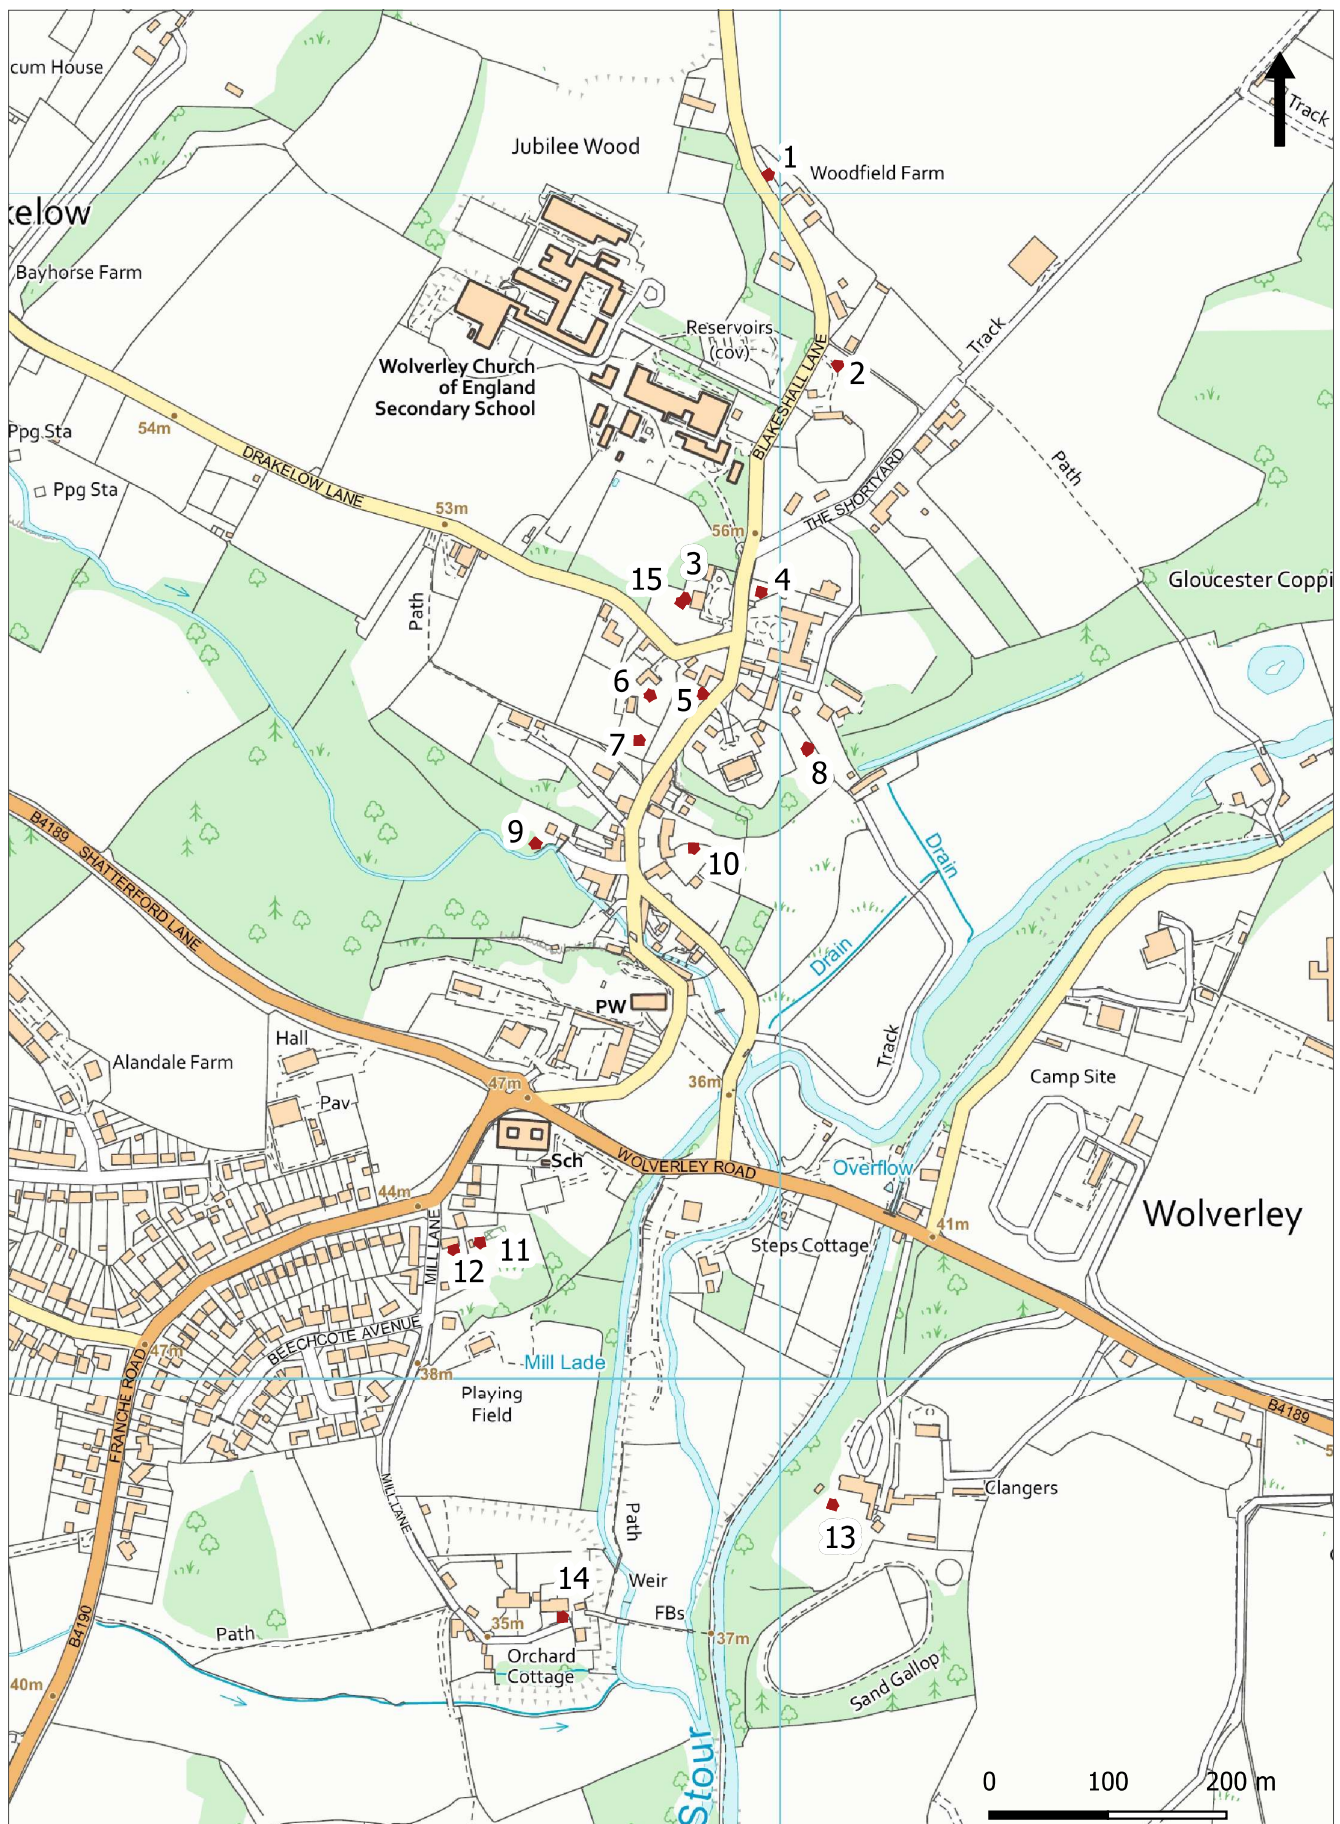 cum House
Track
Jubilee Wood
1
Woodfield Farm
kelow
Bayhorse Farm
Reservoirs
(cov)
Track
Wolverley Church
of England
Secondary School
BLAKESHALL LANE
2
54m
Ppg Sta
DRAKELOW LANE
Ppg Sta
Path
THE SHORTYARD
53m
56m
3
15
4
Gloucester Coppi
Path
6
5
7
8
9
10
Drain
B4189
SHATTERFORD LANE
Drain
PW
Hall
Track
Alandale Farm
47m
36m
Camp Site
Pav
Sch
WOLVERLEY ROAD
Overflow
44m
Wolverley
41m
MILL LANE
11
12
Steps Cottage
BEECHCOTE AVENUE
47m
Mill Lade
38m
FRANCHE ROAD
Playing
Field
B4189
5
Clangers
MILL LANE
Path
13
14
Weir
FBs
B4190
Path
35m
37m
Orchard
Cottage
40m
Sand Gallop
Stour
0 100 200 m